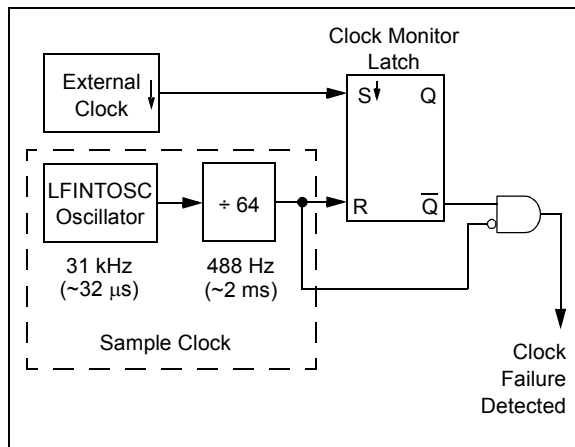 Clock Monitor
Latch
External
Clock
S
Q
LFINTOSC
Oscillator
÷ 64
R
Q̅
31 kHz
(~32 μs)
488 Hz
(~2 ms)
Sample Clock
Clock
Failure
Detected